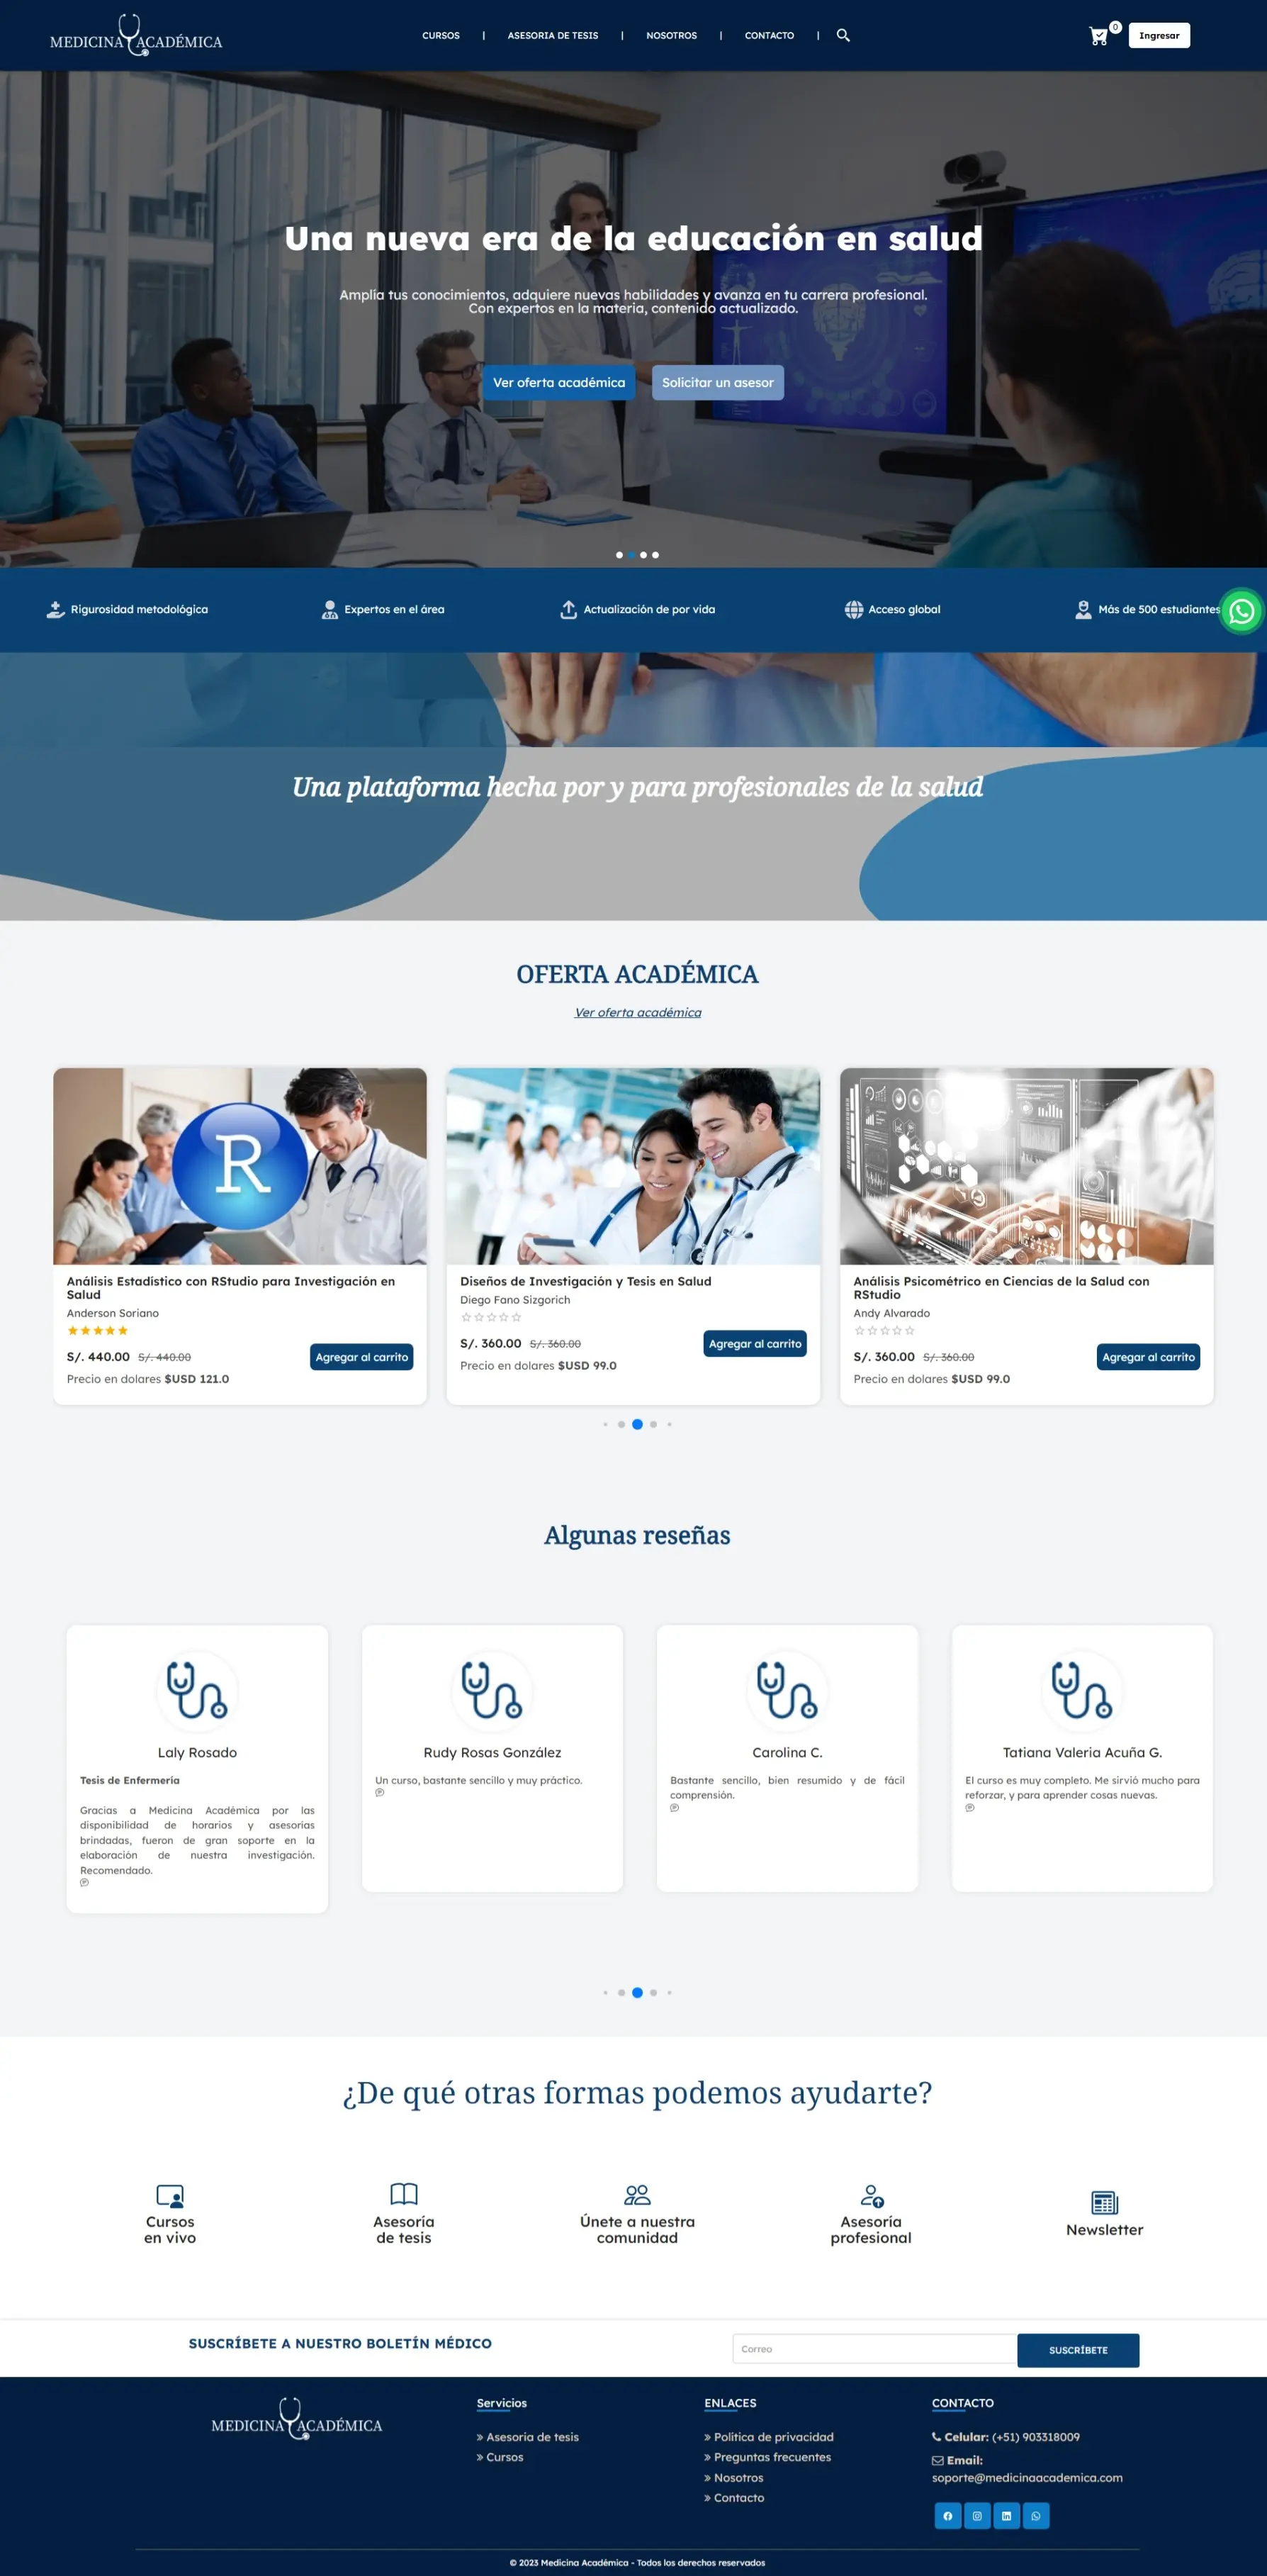 MEDICINA ACADÉMICA
CURSOS | ASESORIA DE TESIS | NOSOTROS | CONTACTO |
0
Ingresar
Una nueva era de la educación en salud
Amplía tus conocimientos, adquiere nuevas habilidades y avanza en tu carrera profesional.
Con expertos en la materia, contenido actualizado.
Ver oferta académica
Solicitar un asesor
Rigurosidad metodológica
Expertos en el área
Actualización de por vida
Acceso global
Más de 500 estudiantes
Una plataforma hecha por y para profesionales de la salud
OFERTA ACADÉMICA
Ver oferta académica
R
Análisis Estadístico con RStudio para Investigación en
Salud
Anderson Soriano
S/. 440.00 S/. 440.00
Agregar al carrito
Precio en dolares $USD 121.0
Diseños de Investigación y Tesis en Salud
Diego Fano Sizgorich
S/. 360.00 S/. 360.00
Agregar al carrito
Precio en dolares $USD 99.0
Análisis Psicométrico en Ciencias de la Salud con
RStudio
Andy Alvarado
S/. 360.00 S/. 360.00
Agregar al carrito
Precio en dolares $USD 99.0
Algunas reseñas
Laly Rosado
Tesis de Enfermería
Gracias a Medicina Académica por las
disponibilidad de horarios y asesorías
brindadas, fueron de gran soporte en la
elaboración de nuestra investigación.
Recomendado.
Rudy Rosas González
Un curso, bastante sencillo y muy práctico.
Carolina C.
Bastante sencillo, bien resumido y de fácil
comprensión.
Tatiana Valeria Acuña G.
El curso es muy completo. Me sirvió mucho para
reforzar, y para aprender cosas nuevas.
¿De qué otras formas podemos ayudarte?
Cursos
en vivo
Asesoría
de tesis
Únete a nuestra
comunidad
Asesoría
profesional
Newsletter
SUSCRÍBETE A NUESTRO BOLETÍN MÉDICO
Correo
SUSCRÍBETE
MEDICINA ACADÉMICA
Servicios
» Asesoria de tesis
» Cursos
ENLACES
» Política de privacidad
» Preguntas frecuentes
» Nosotros
» Contacto
CONTACTO
Celular: (+51) 903318009
Email:
soporte@medicinaacademica.com
© 2023 Medicina Académica - Todos los derechos reservados